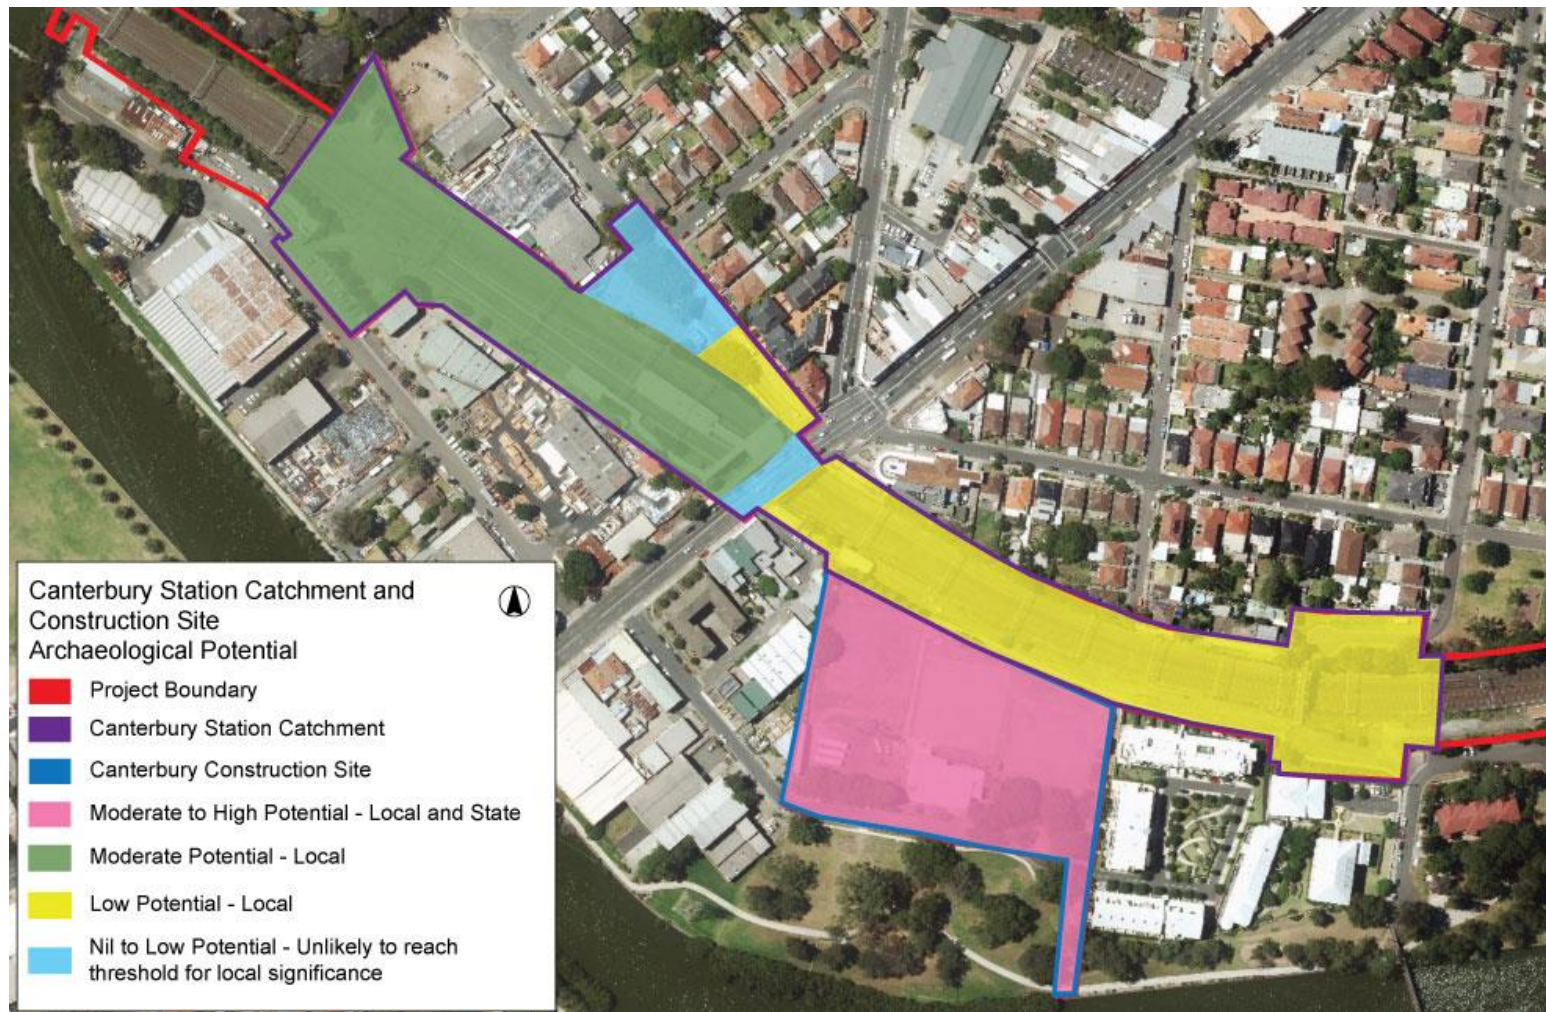 Canterbury Station Catchment and
Construction Site
Archaeological Potential
Project Boundary
Canterbury Station Catchment
Canterbury Construction Site
Moderate to High Potential - Local and State
Moderate Potential - Local
Low Potential - Local
Nil to Low Potential - Unlikely to reach
threshold for local significance